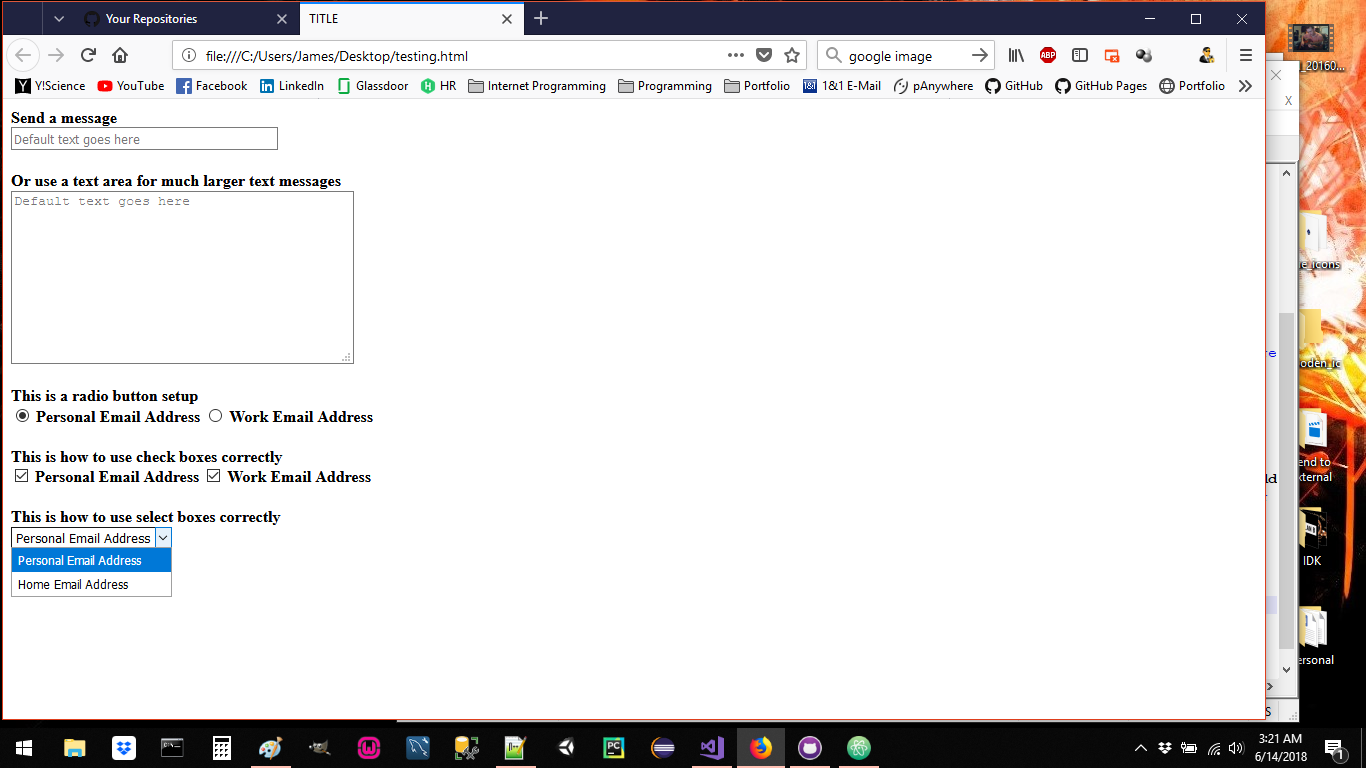 Your Repositories
TITLE
file:///C:/Users/James/Desktop/testing.html
google image
ABP
Y!Science
YouTube
Facebook
LinkedIn
Glassdoor
HR
Internet Programming
Programming
Portfolio
1&1 E-Mail
pAnywhere
GitHub
GitHub Pages
Portfolio
Send a message
Default text goes here
Or use a text area for much larger text messages
Default text goes here
This is a radio button setup
Personal Email Address Work Email Address
This is how to use check boxes correctly
Personal Email Address Work Email Address
This is how to use select boxes correctly
Personal Email Address
Personal Email Address
Home Email Address
_20160...
X
e_icons
re
oden_ic
end to
xternal
ld
IDK
ersonal
S
PC
3:21 AM
6/14/2018
1